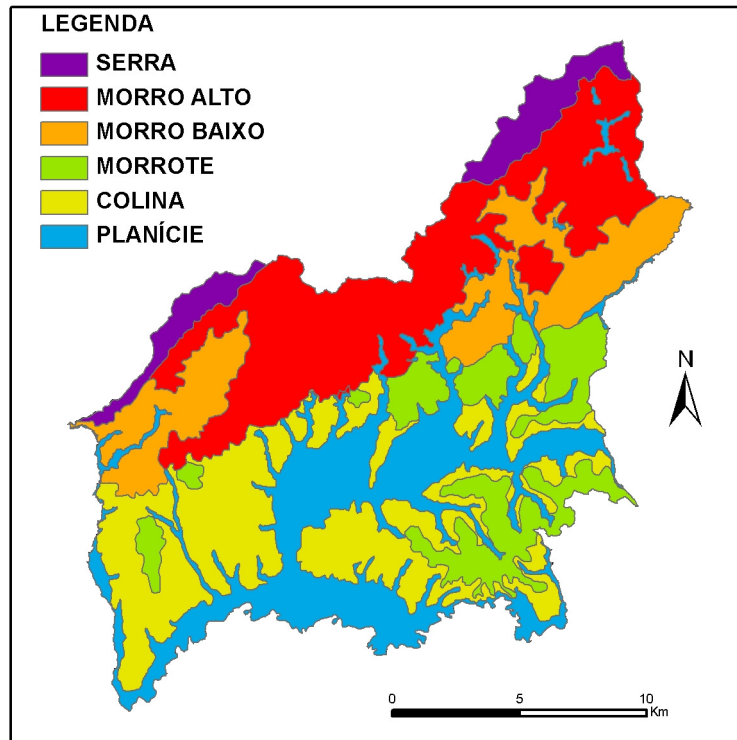 LEGENDA
SERRA
MORRO ALTO
MORRO BAIXO
MORROTE
COLINA
PLANÍCIE
N
0 5 10
Km